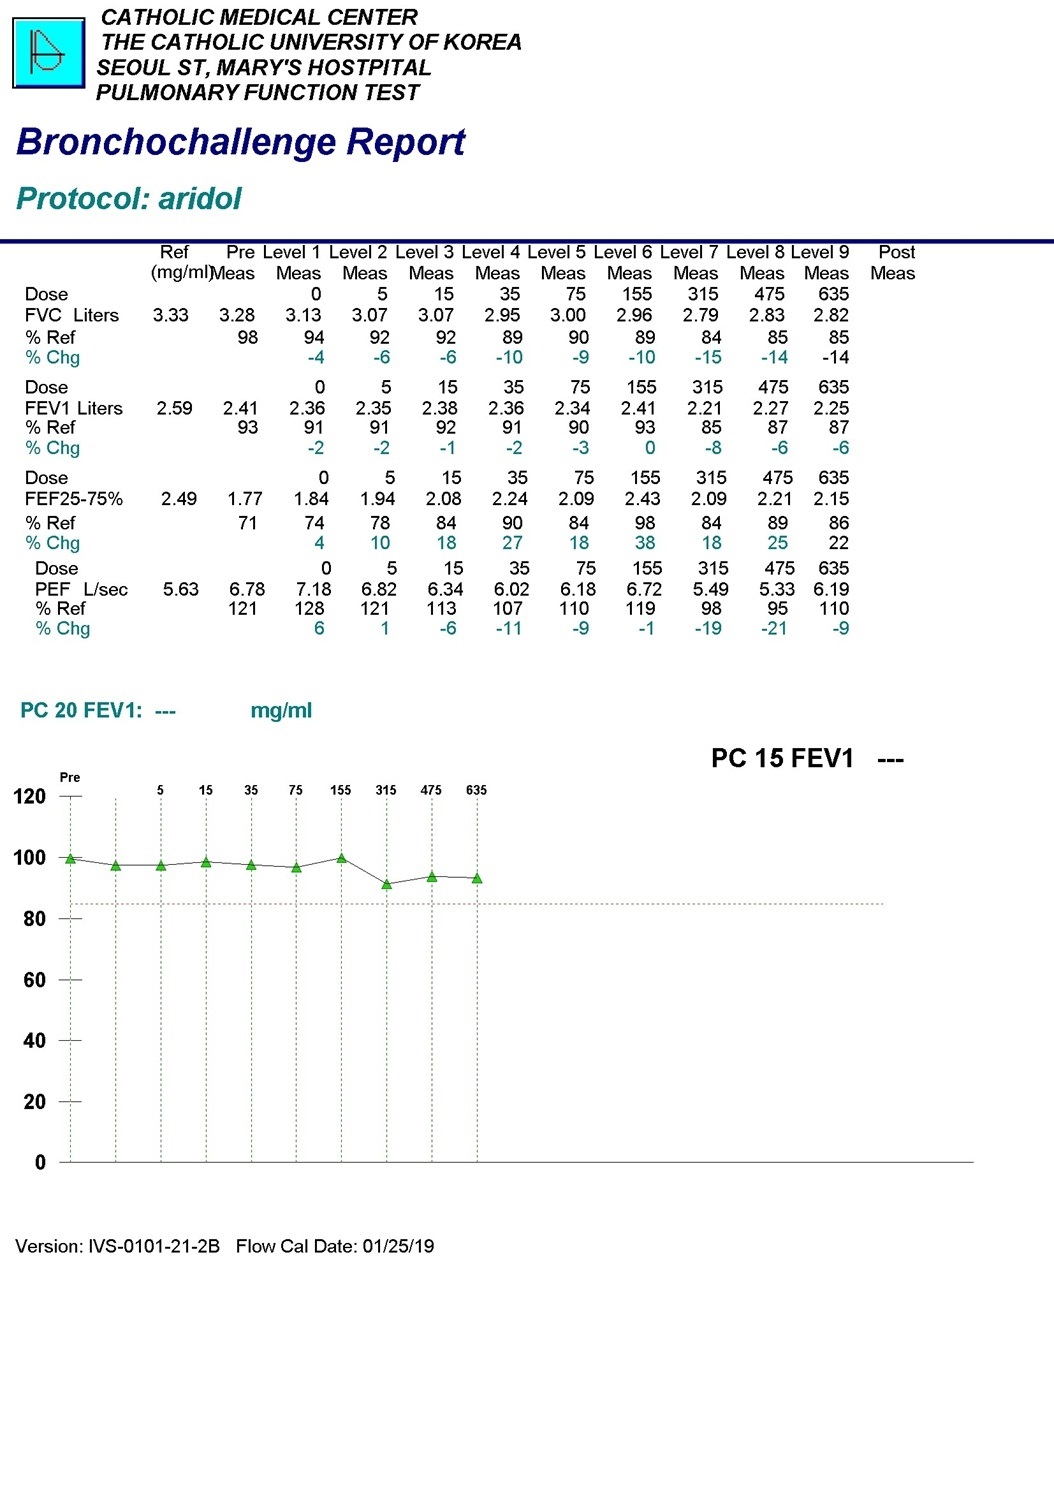 CATHOLIC MEDICAL CENTER
THE CATHOLIC UNIVERSITY OF KOREA
SEOUL ST, MARY'S HOSTPITAL
PULMONARY FUNCTION TEST
Bronchochallenge Report
Protocol: aridol
Ref Pre Level 1 Level 2 Level 3 Level 4 Level 5 Level 6 Level 7 Level 8 Level 9 Post
(mg/ml) Meas Meas Meas Meas Meas Meas Meas Meas Meas Meas Meas
Dose 0 5 15 35 75 155 315 475 635
FVC Liters 3.33 3.28 3.13 3.07 3.07 2.95 3.00 2.96 2.79 2.83 2.82
% Ref 98 94 92 92 89 90 89 84 85 85
% Chg -4 -6 -6 -10 -9 -10 -15 -14 -14
Dose 0 5 15 35 75 155 315 475 635
FEV1 Liters 2.59 2.41 2.36 2.35 2.38 2.36 2.34 2.41 2.21 2.27 2.25
% Ref 93 91 91 92 91 90 93 85 87 87
% Chg -2 -2 -1 -2 -3 0 -8 -6 -6
Dose 0 5 15 35 75 155 315 475 635
FEF25-75% 2.49 1.77 1.84 1.94 2.08 2.24 2.09 2.43 2.09 2.21 2.15
% Ref 71 74 78 84 90 84 98 84 89 86
% Chg 4 10 18 27 18 38 18 25 22
Dose 0 5 15 35 75 155 315 475 635
PEF L/sec 5.63 6.78 7.18 6.82 6.34 6.02 6.18 6.72 5.49 5.33 6.19
% Ref 121 128 121 113 107 110 119 98 95 110
% Chg 6 1 -6 -11 -9 -1 -19 -21 -9
PC 20 FEV1: --- mg/ml
PC 15 FEV1 ---
Pre
5 15 35 75 155 315 475 635
120
100
80
60
40
20
0
Version: IVS-0101-21-2B Flow Cal Date: 01/25/19